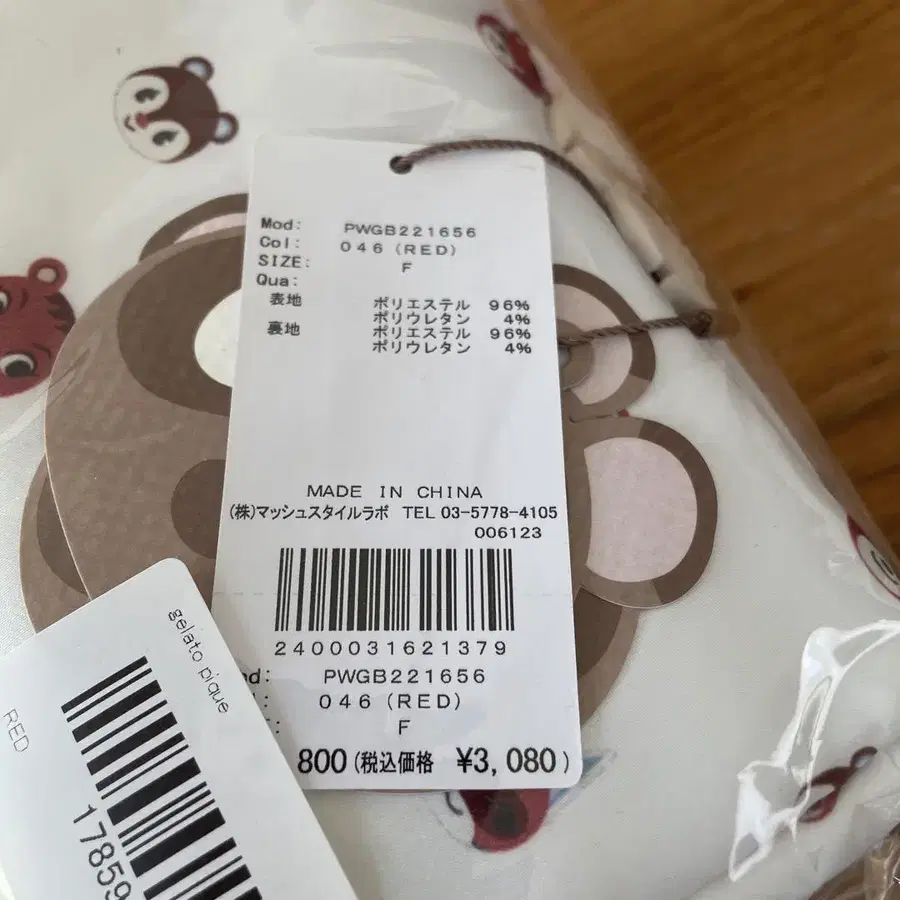 Mod: PWGB221656
Col: 046 (RED)
SIZE: F
Qua:
表地 ポリエステル 96%
ポリウレタン 4%
裏地 ポリエステル 96%
ポリウレタン 4%
MADE IN CHINA
(株)マッシュスタイルラボ TEL 03-5778-4105
006123
2400031621379
PWGB221656
046 (RED)
F
800(税込価格 ¥3,080)
gelato pique
RED
17859